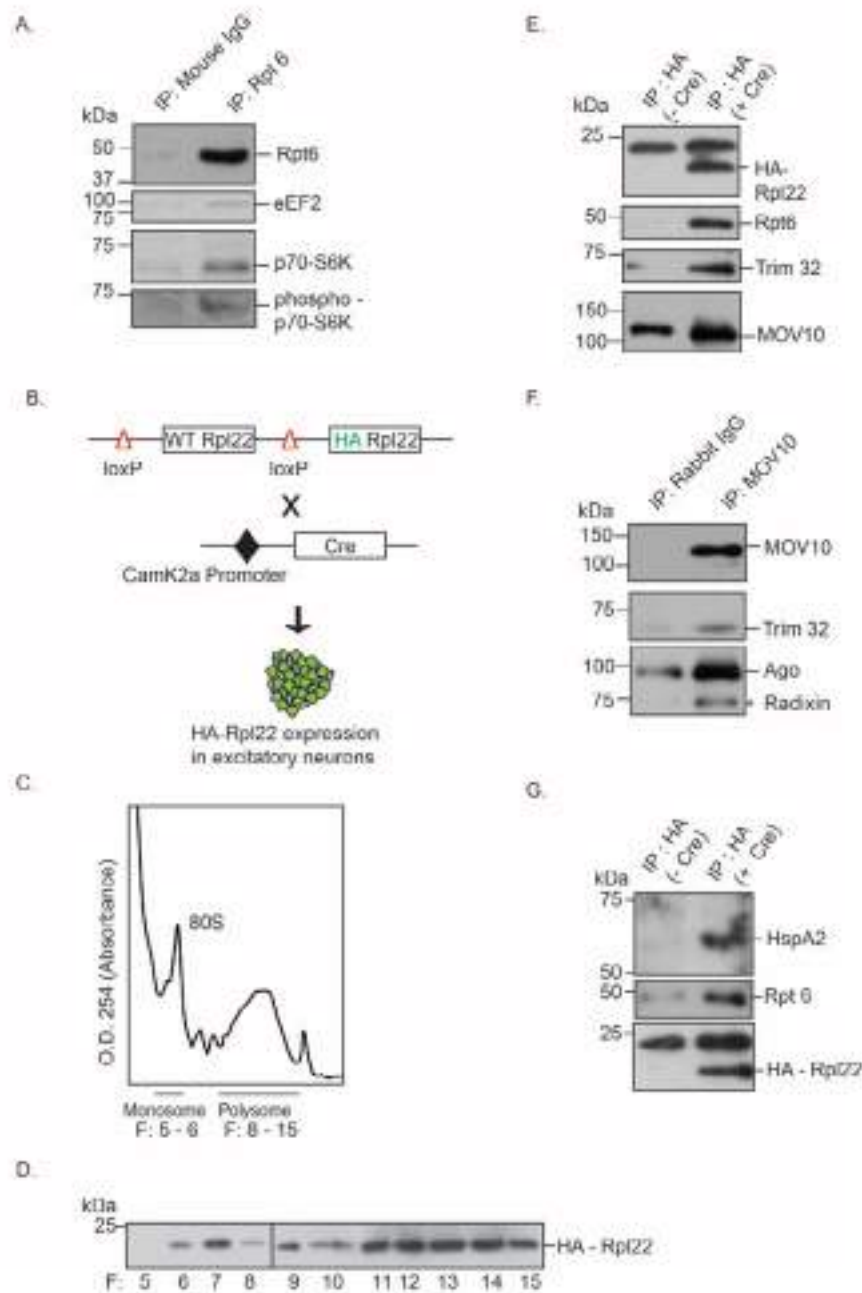 A.
IP: Mouse IgG
IP: Rpt 6
kDa
50
37
Rpt6
100
75
eEF2
75
p70-S6K
75
phospho -
p70-S6K
B.
WT Rpl22
HA Rpl22
loxP
loxP
X
Cre
CamK2a Promoter
HA-Rpl22 expression
in excitatory neurons
C.
O.D. 254 (Absorbance)
80S
Monosome
F: 5 - 6
Polysome
F: 8 - 15
D.
kDa
25
HA - Rpl22
F: 5 6 7 8 9 10 11 12 13 14 15
E.
IP : HA
(- Cre)
IP : HA
(+ Cre)
kDa
25
HA-
Rpl22
50
Rpt6
75
Trim 32
150
100
MOV10
F.
IP: Rabbit IgG
IP: MOV10
kDa
150
100
MOV10
75
Trim 32
100
75
Ago
Radixin
G.
IP : HA
(- Cre)
IP : HA
(+ Cre)
kDa
75
50
HspA2
50
Rpt 6
25
HA - Rpl22